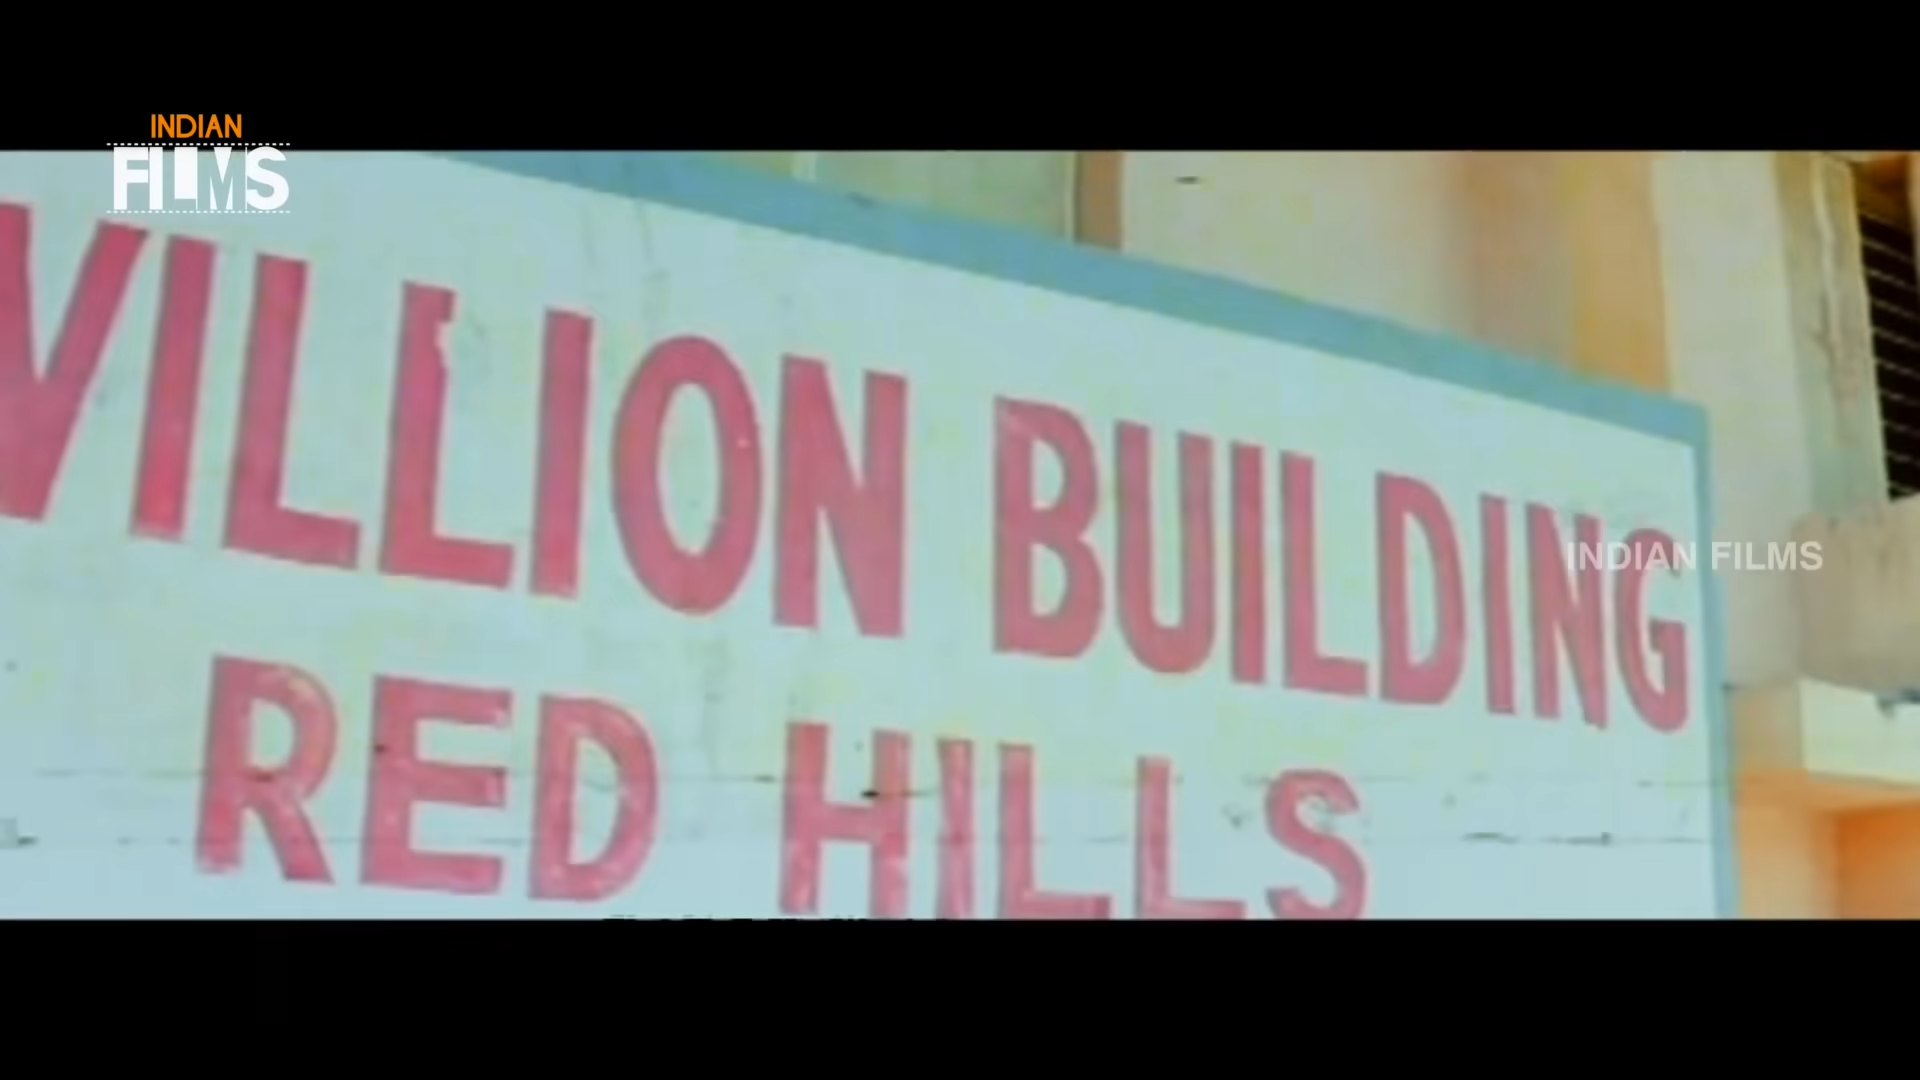 INDIAN
FILMS
VILLION BUILDING
RED HILLS
INDIAN FILMS